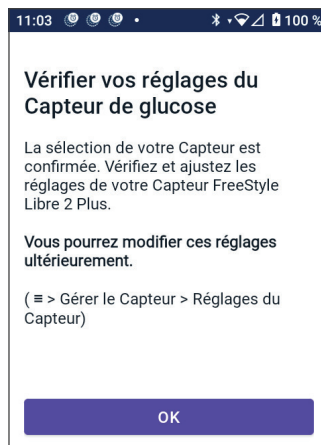 11:03 100 %
Vérifier vos réglages du
Capteur de glucose
La sélection de votre Capteur est
confirmée. Vérifiez et ajustez les
réglages de votre Capteur FreeStyle
Libre 2 Plus.
Vous pourrez modifier ces réglages
ultérieurement.
( ≡ > Gérer le Capteur > Réglages du
Capteur)
OK